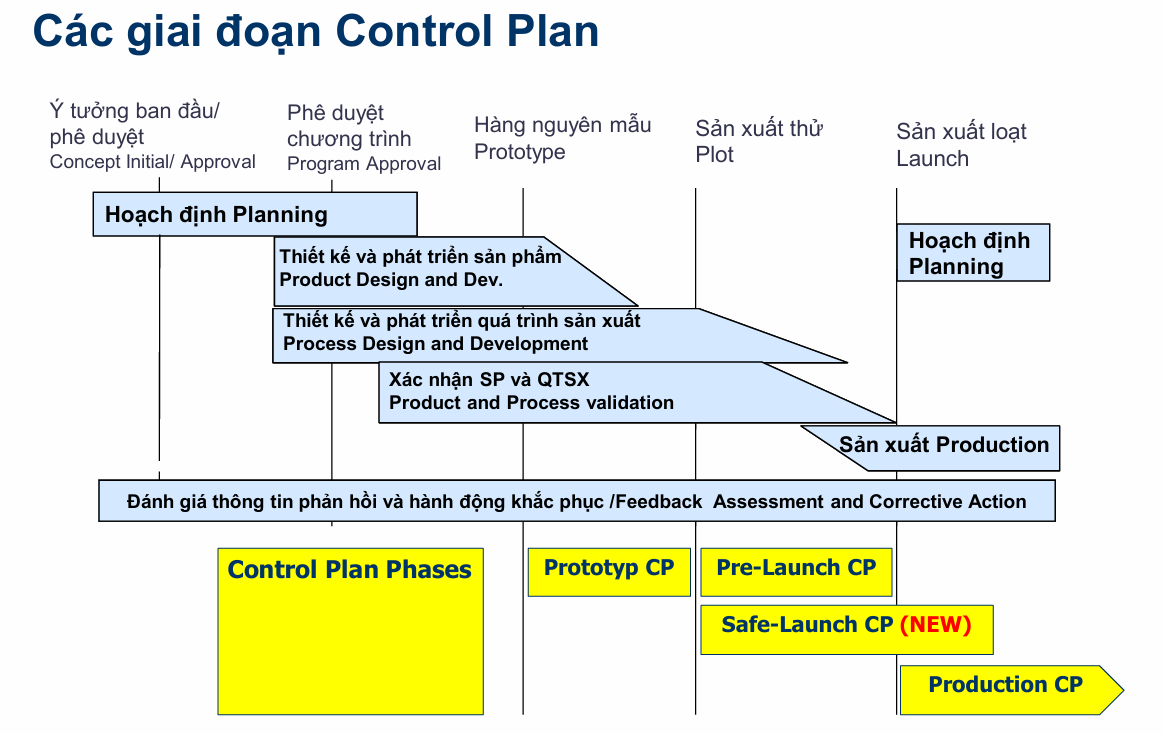 Các giai đoạn Control Plan
Ý tưởng ban đầu/
phê duyệt
Concept Initial/ Approval
Phê duyệt
chương trình
Program Approval
Hàng nguyên mẫu
Prototype
Sản xuất thử
Plot
Sản xuất loạt
Launch
Hoạch định Planning
Hoạch định
Planning
Thiết kế và phát triển sản phẩm
Product Design and Dev.
Thiết kế và phát triển quá trình sản xuất
Process Design and Development
Xác nhận SP và QTSX
Product and Process validation
Sản xuất Production
Đánh giá thông tin phản hồi và hành động khắc phục /Feedback Assessment and Corrective Action
Control Plan Phases
Prototyp CP
Pre-Launch CP
Safe-Launch CP (NEW)
Production CP